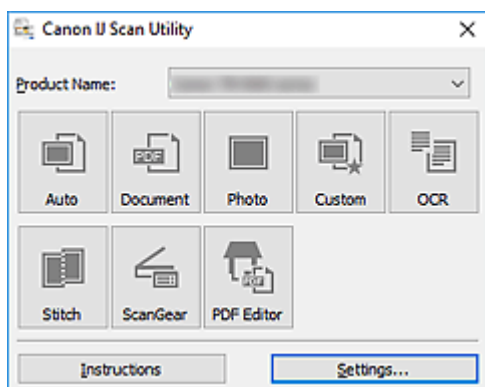 Canon IJ Scan Utility
Product Name:
PDF
Auto Document Photo Custom OCR
PDF
Stitch ScanGear PDF Editor
Instructions Settings...